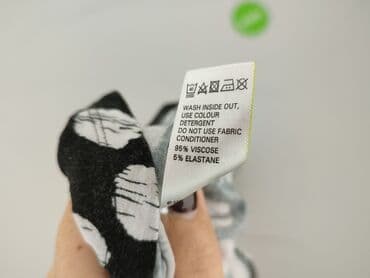 WASH INSIDE OUT,
USE COLOUR
DETERGENT
DO NOT USE FABRIC
CONDITIONER
95% VISCOSE
5% ELASTANE